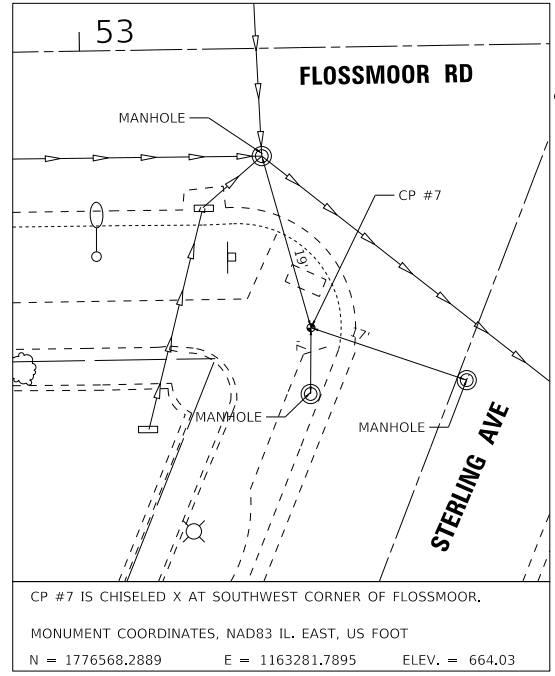 53
FLOSSMOOR RD
MANHOLE
CP #7
19'
17'
7'
MANHOLE
MANHOLE
STERLING AVE
CP #7 IS CHISELED X AT SOUTHWEST CORNER OF FLOSSMOOR.
MONUMENT COORDINATES, NAD83 IL. EAST, US FOOT
N = 1776568.2889 E = 1163281.7895 ELEV. = 664.03